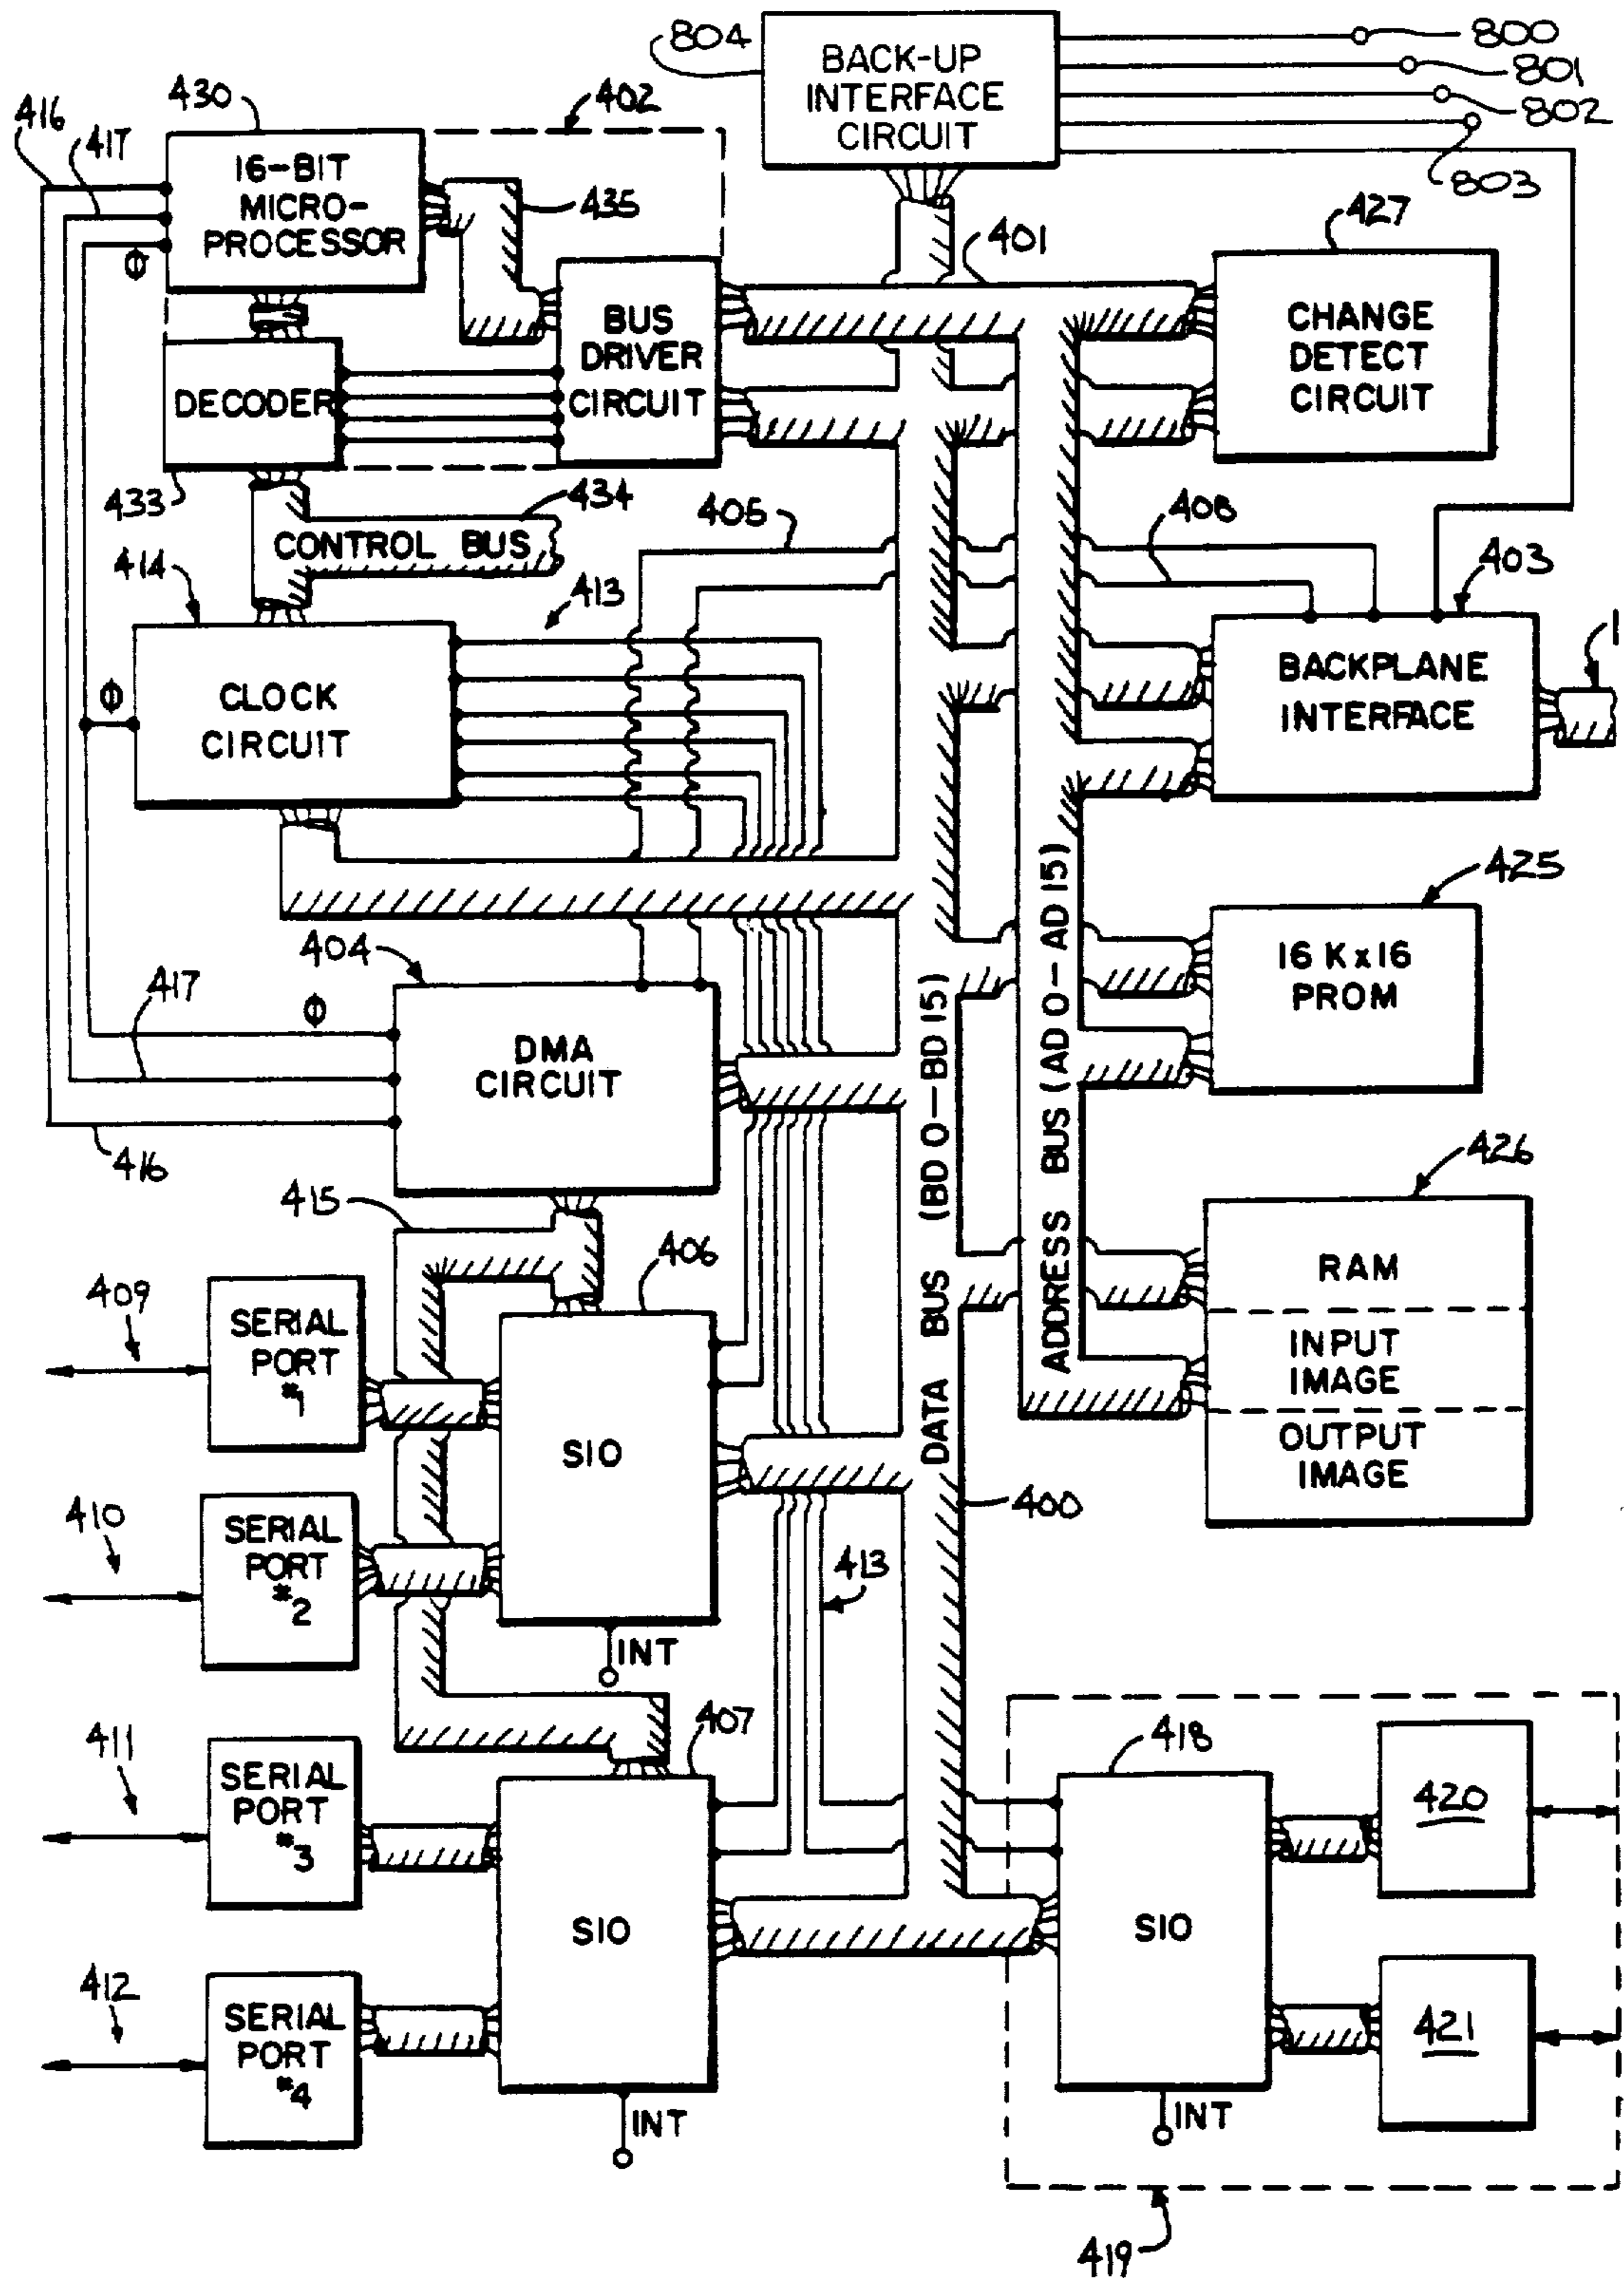 804
BACK-UP
INTERFACE
CIRCUIT
800
801
802
803
416
417
430
402
16-BIT
MICRO-
PROCESSOR
Φ
435
401
427
BUS
DRIVER
CIRCUIT
CHANGE
DETECT
CIRCUIT
DECODER
433
434
CONTROL BUS
405
408
403
414
413
Φ
CLOCK
CIRCUIT
BACKPLANE
INTERFACE
1
404
417
Φ
DMA
CIRCUIT
416
DATA BUS (BD 0-BD 15)
ADDRESS BUS (AD 0-AD 15)
425
16 K x 16
PROM
426
RAM
INPUT
IMAGE
OUTPUT
IMAGE
415
406
409
SERIAL
PORT
#1
SIO
400
410
SERIAL
PORT
#2
413
INT
407
411
SERIAL
PORT
#3
418
420
SIO
SIO
412
SERIAL
PORT
#4
421
INT
INT
419